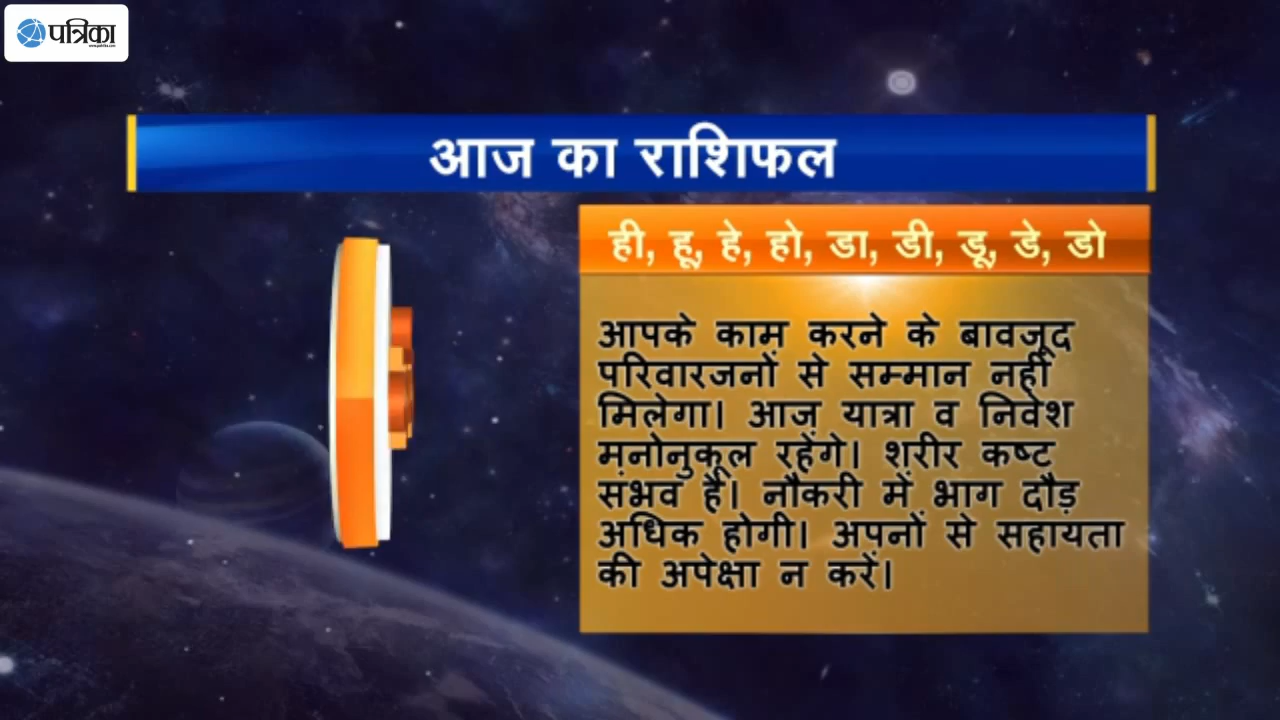 पत्रिका
आज का राशिफल
ही, हू, हे, हो, डा, डी, डू, डे, डो
आपके काम करने के बावजूद
परिवारजनों से सम्मान नहीं
मिलेगा। आज यात्रा व निवेश
मनोनुकूल रहेंगे। शरीर कष्ट
संभव है। नौकरी में भाग दौड़
अधिक होगी। अपनों से सहायता
की अपेक्षा न करें।